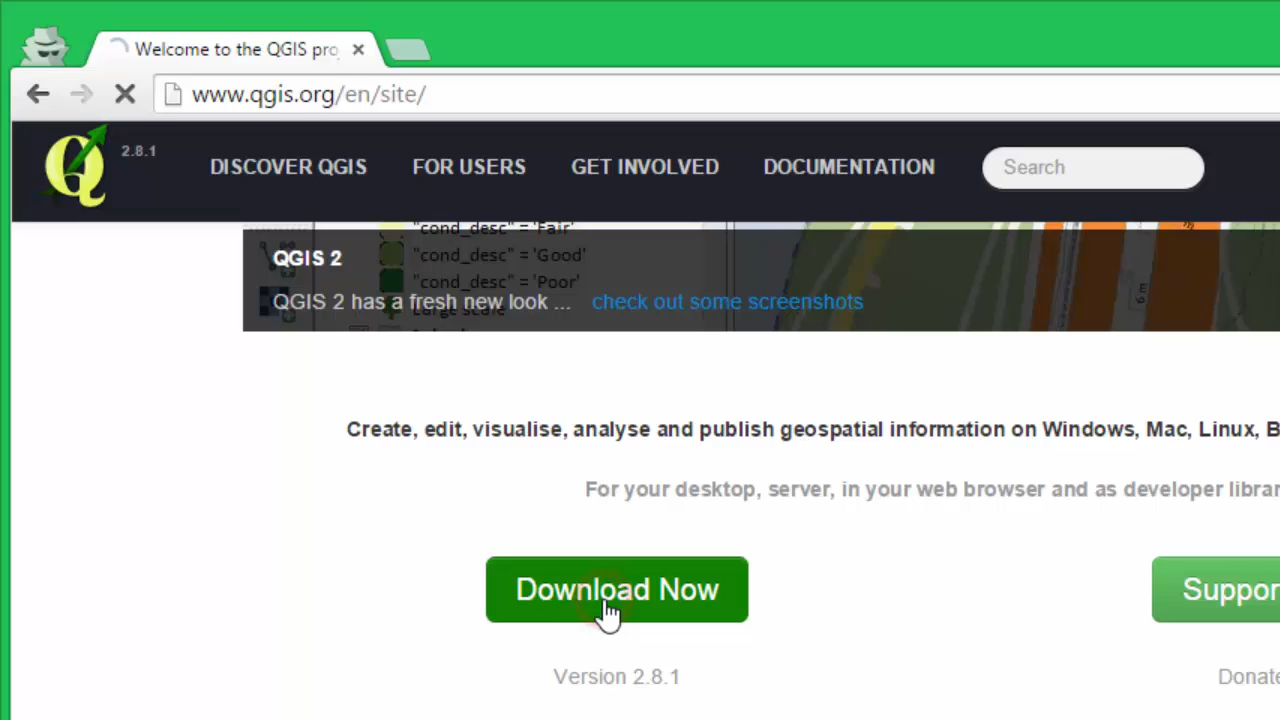 Welcome to the QGIS pro
www.qgis.org/en/site/
2.8.1
DISCOVER QGIS FOR USERS GET INVOLVED DOCUMENTATION Search
"cond_desc" = 'Fair'
"cond_desc" = 'Good'
"cond_desc" = 'Poor'
Large scale
6 m
QGIS 2
QGIS 2 has a fresh new look ... check out some screenshots
Create, edit, visualise, analyse and publish geospatial information on Windows, Mac, Linux, B
For your desktop, server, in your web browser and as developer librar
Download Now Suppor
Version 2.8.1 Donate